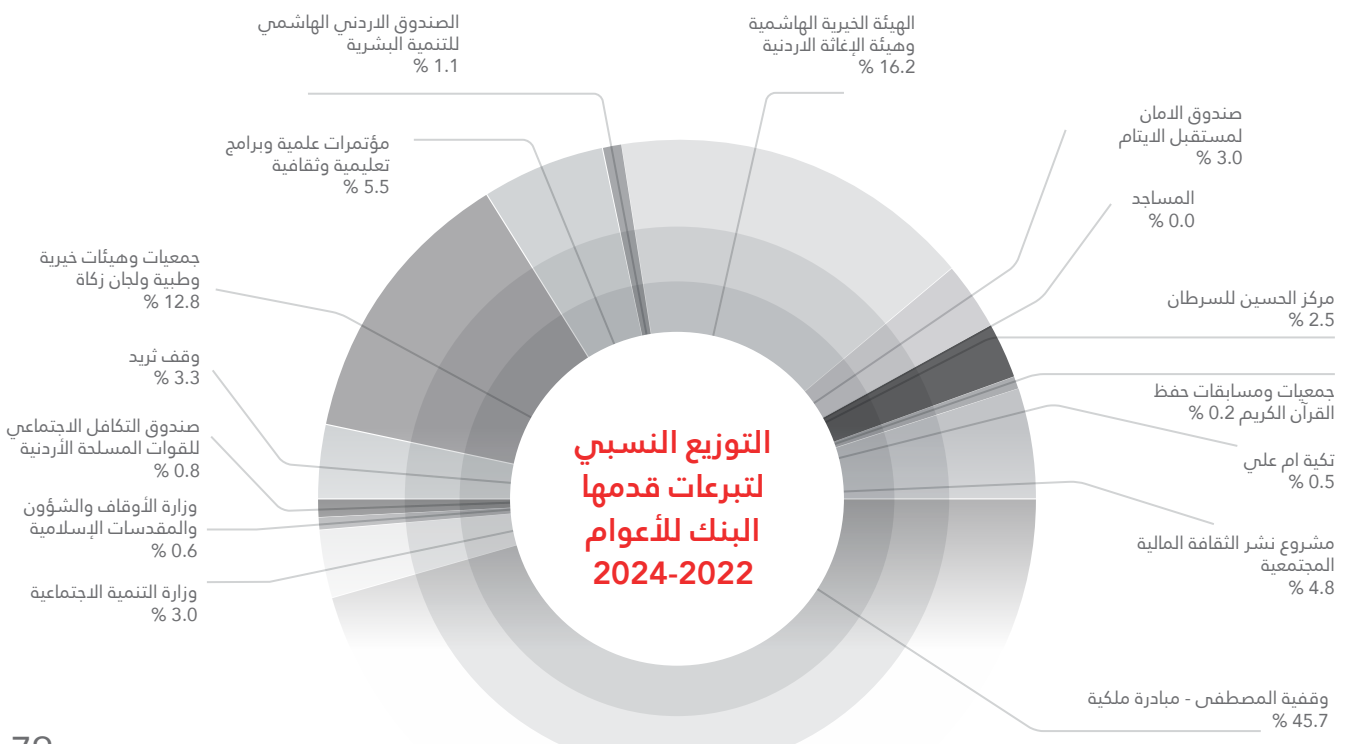 الصندوق الاردني الهاشمي
للتنمية البشرية
% 1.1
الهيئة الخيرية الهاشمية
وهيئة الإغاثة الاردنية
% 16.2
صندوق الامان
لمستقبل الايتام
% 3.0
مؤتمرات علمية وبرامج
تعليمية وثقافية
% 5.5
المساجد
% 0.0
جمعيات وهيئات خيرية
وطبية ولجان زكاة
% 12.8
مركز الحسين للسرطان
% 2.5
وقف ثريد
% 3.3
جمعيات ومسابقات حفظ
القرآن الكريم 0.2 %
صندوق التكافل الاجتماعي
للقوات المسلحة الأردنية
% 0.8
تكية ام علي
% 0.5
وزارة الأوقاف والشؤون
والمقدسات الإسلامية
% 0.6
مشروع نشر الثقافة المالية
المجتمعية
% 4.8
وزارة التنمية الاجتماعية
% 3.0
وقفية المصطفى - مبادرة ملكية
% 45.7
التوزيع النسبي
لتبرعات قدمها
البنك للأعوام
2024-2022